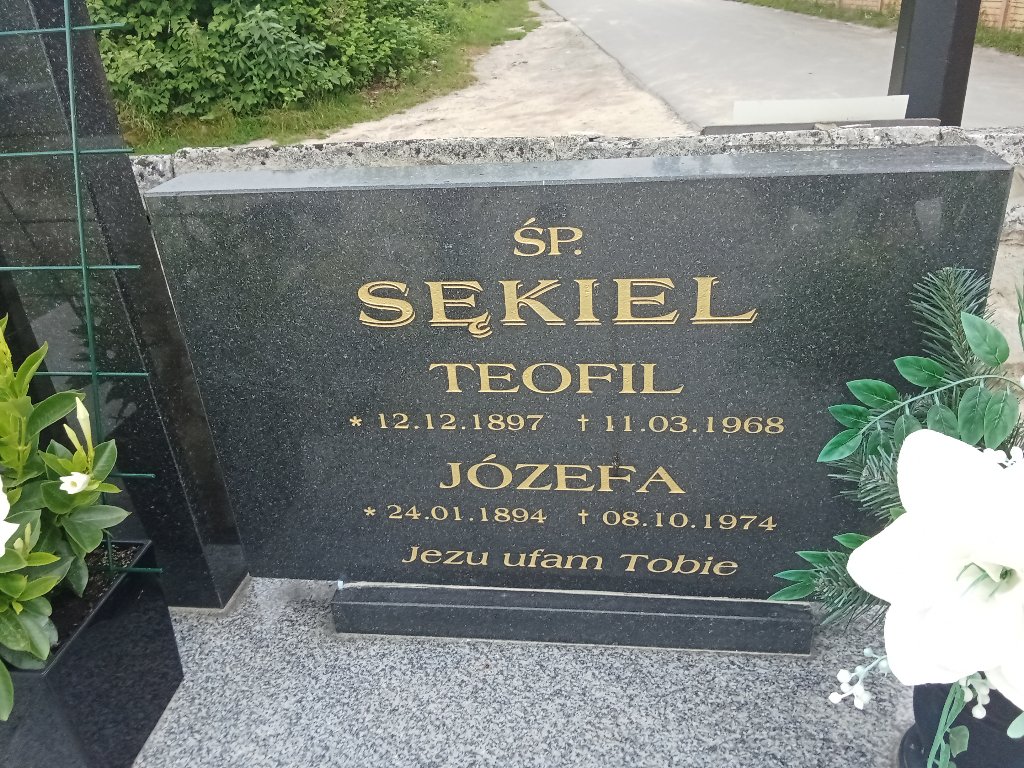 ŚP.
SĘKIEL
TEOFIL
* 12.12.1897 † 11.03.1968
JÓZEFA
* 24.01.1894 † 08.10.1974
Jezu ufam Tobie